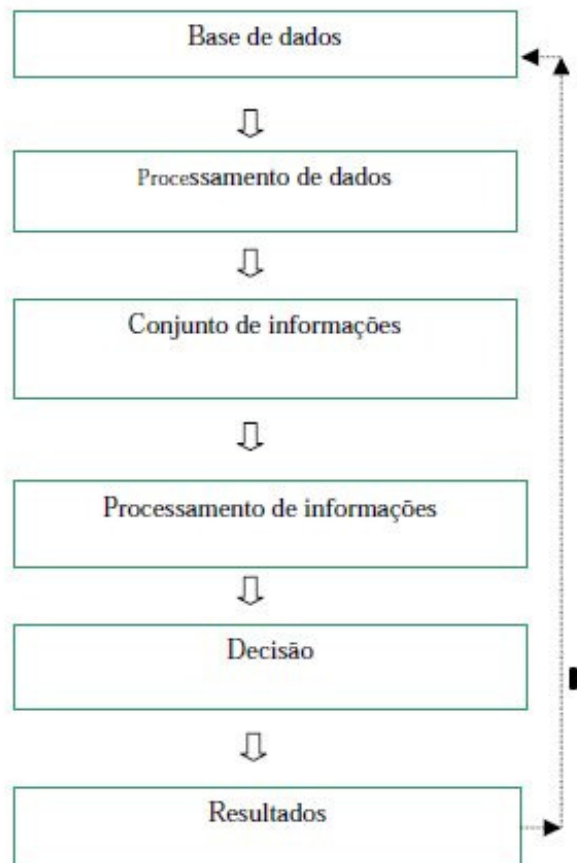 Base de dados
Processamento de dados
Conjunto de informações
Processamento de informações
Decisão
Resultados